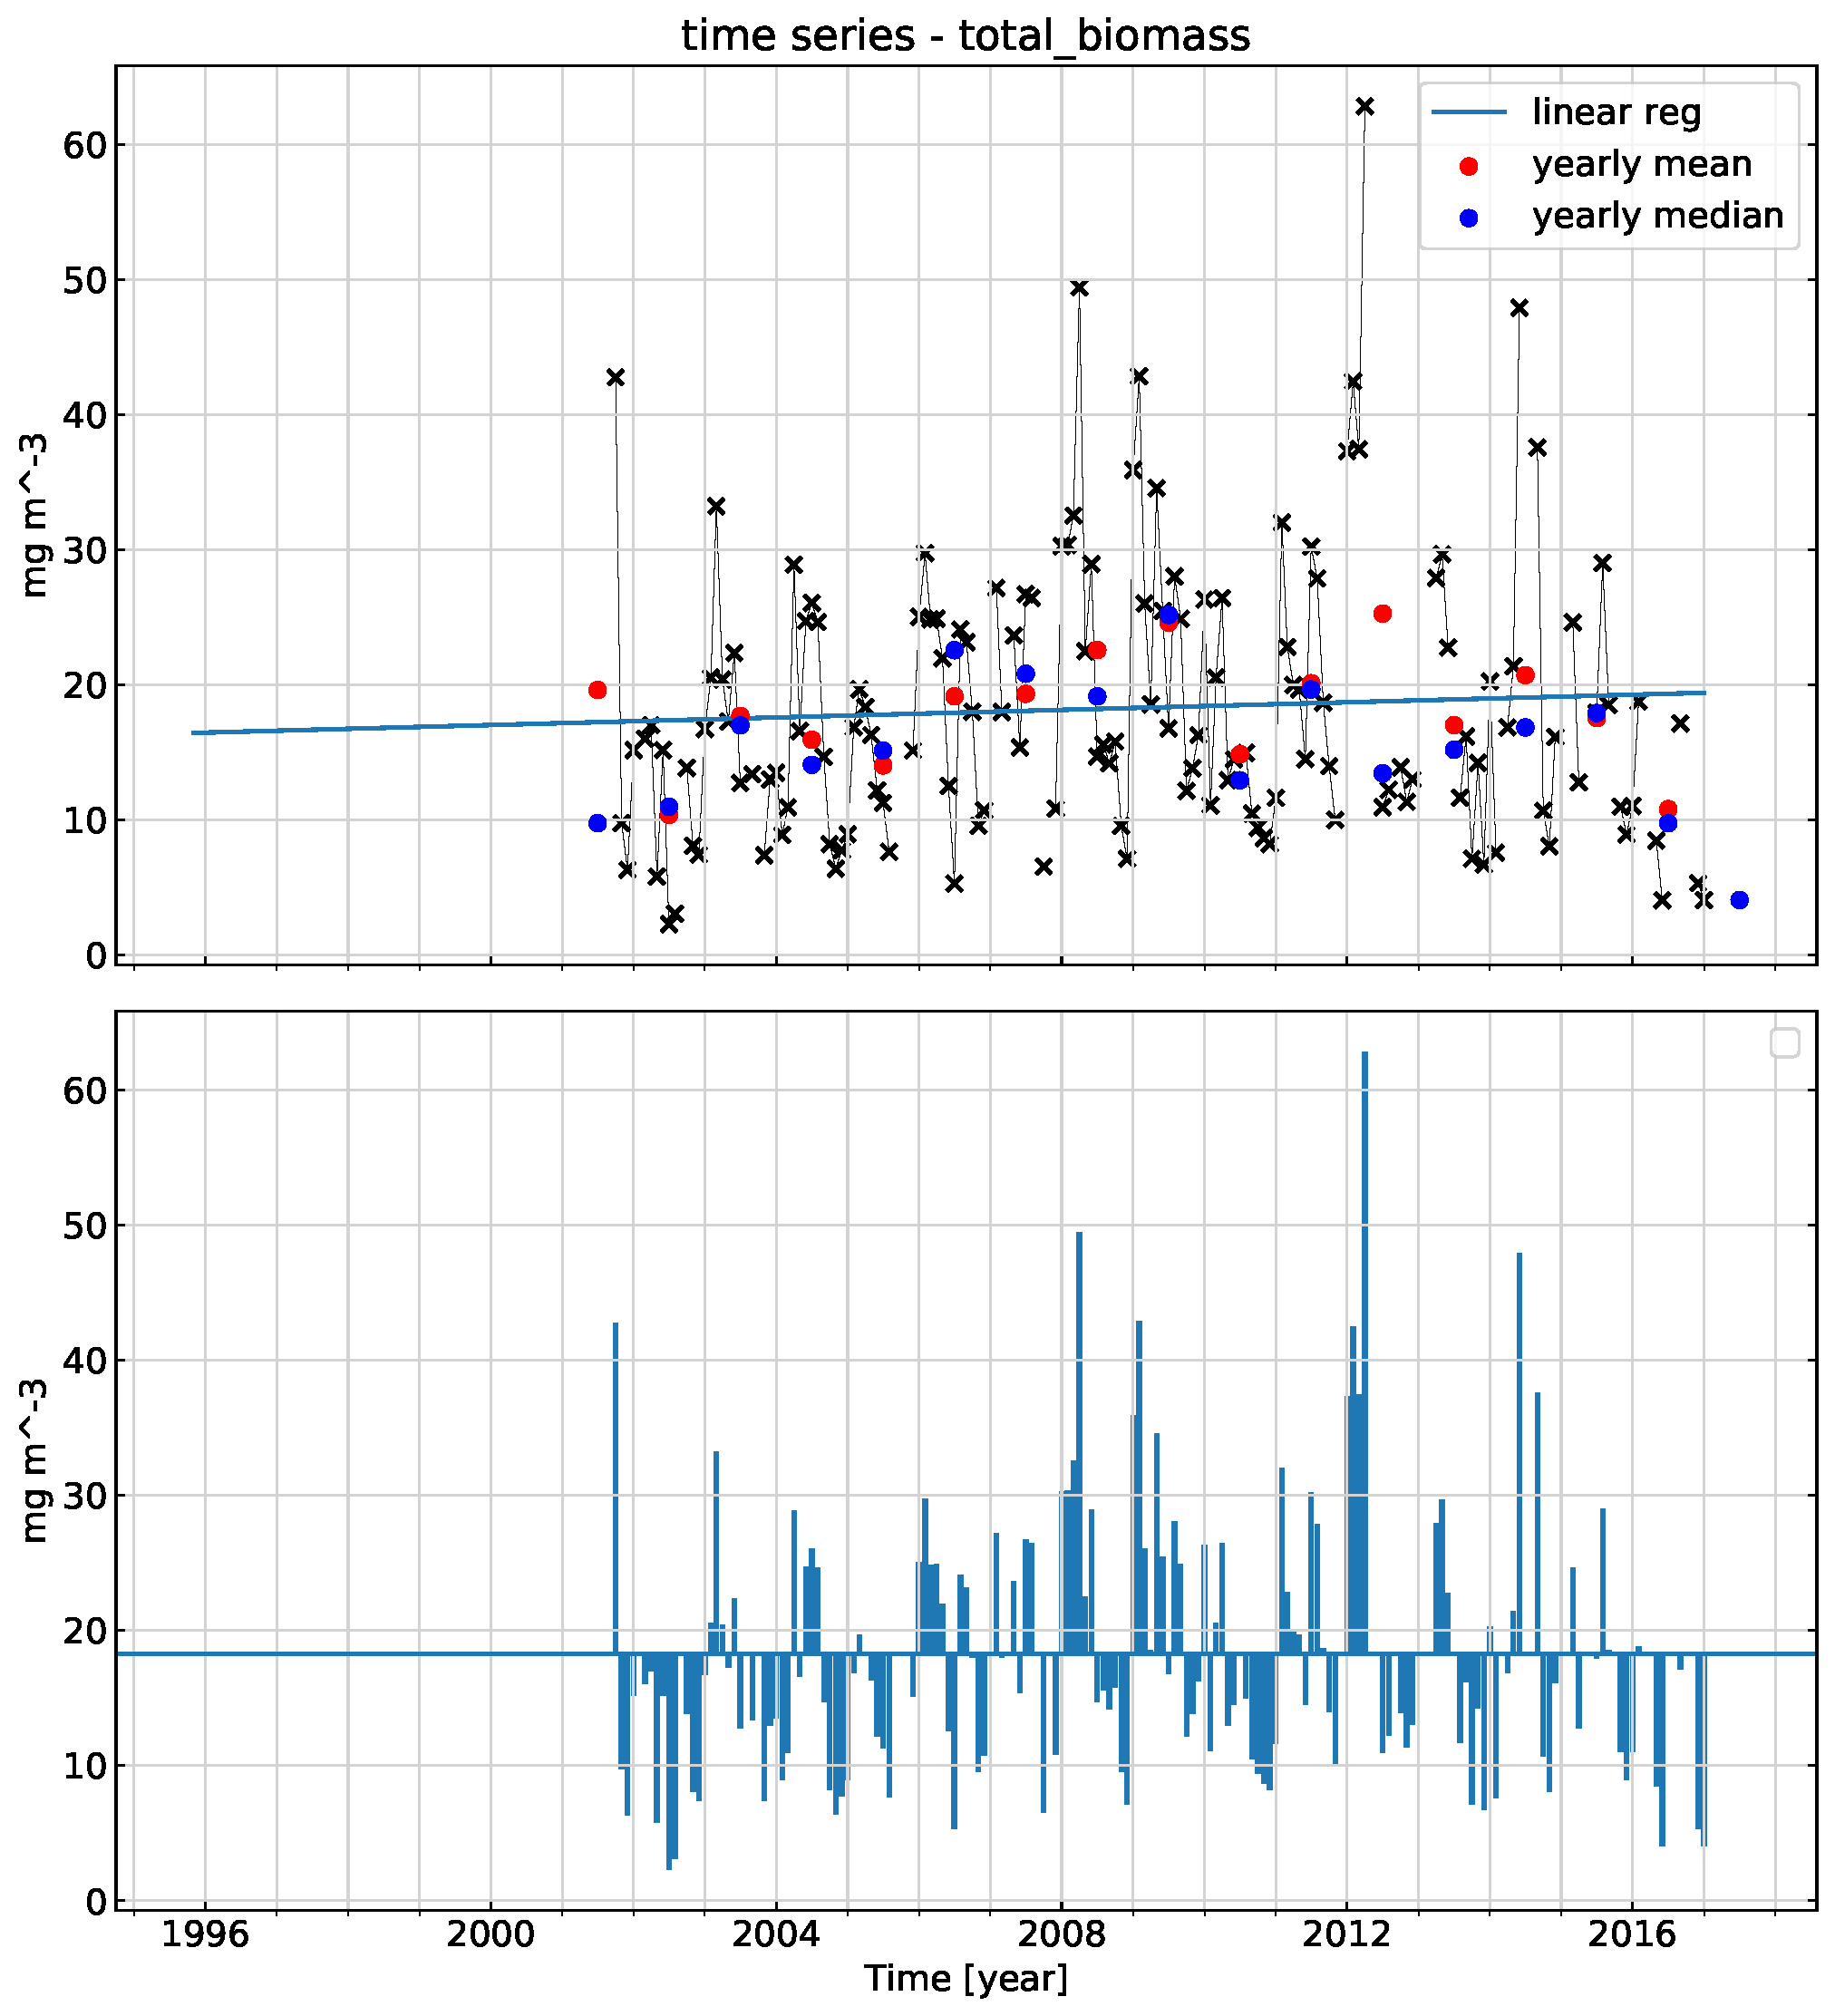 time series - total_biomass
linear reg
yearly mean
yearly median
mg m^-3
60
50
40
30
20
10
0
mg m^-3
60
50
40
30
20
10
0
1996 2000 2004 2008 2012 2016
Time [year]